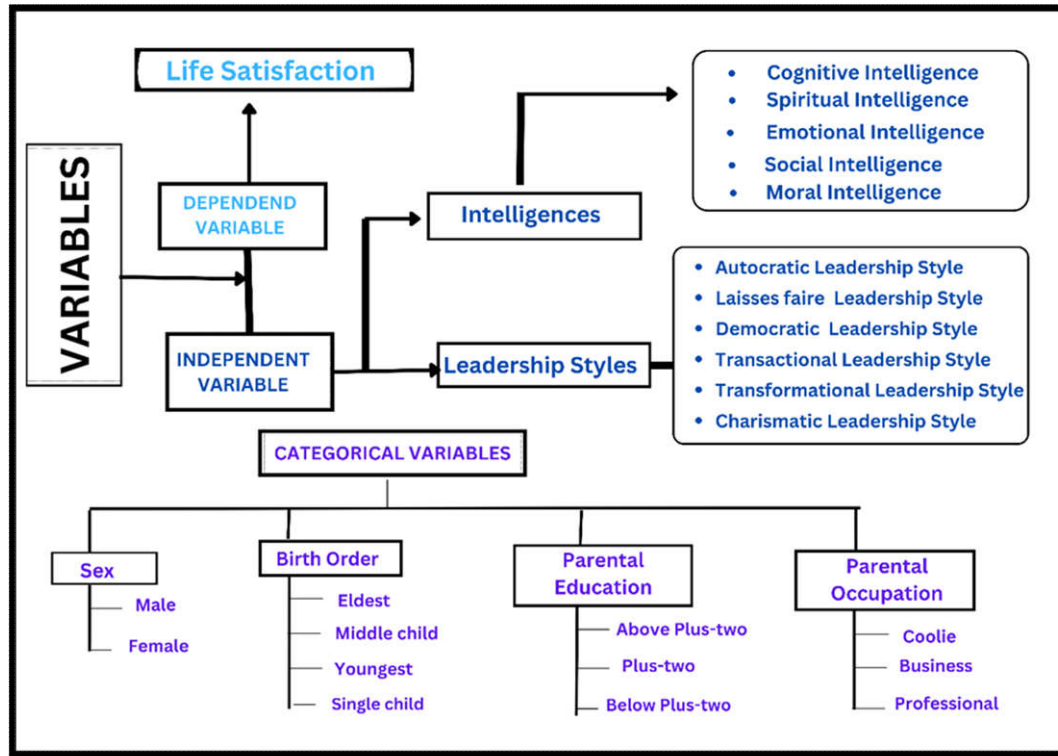 VARIABLES
Life Satisfaction
DEPENDEND
VARIABLE
INDEPENDENT
VARIABLE
Intelligences
• Cognitive Intelligence
• Spiritual Intelligence
• Emotional Intelligence
• Social Intelligence
• Moral Intelligence
Leadership Styles
• Autocratic Leadership Style
• Laisses faire Leadership Style
• Democratic Leadership Style
• Transactional Leadership Style
• Transformational Leadership Style
• Charismatic Leadership Style
CATEGORICAL VARIABLES
Sex
Male
Female
Birth Order
Eldest
Middle child
Youngest
Single child
Parental
Education
Above Plus-two
Plus-two
Below Plus-two
Parental
Occupation
Coolie
Business
Professional